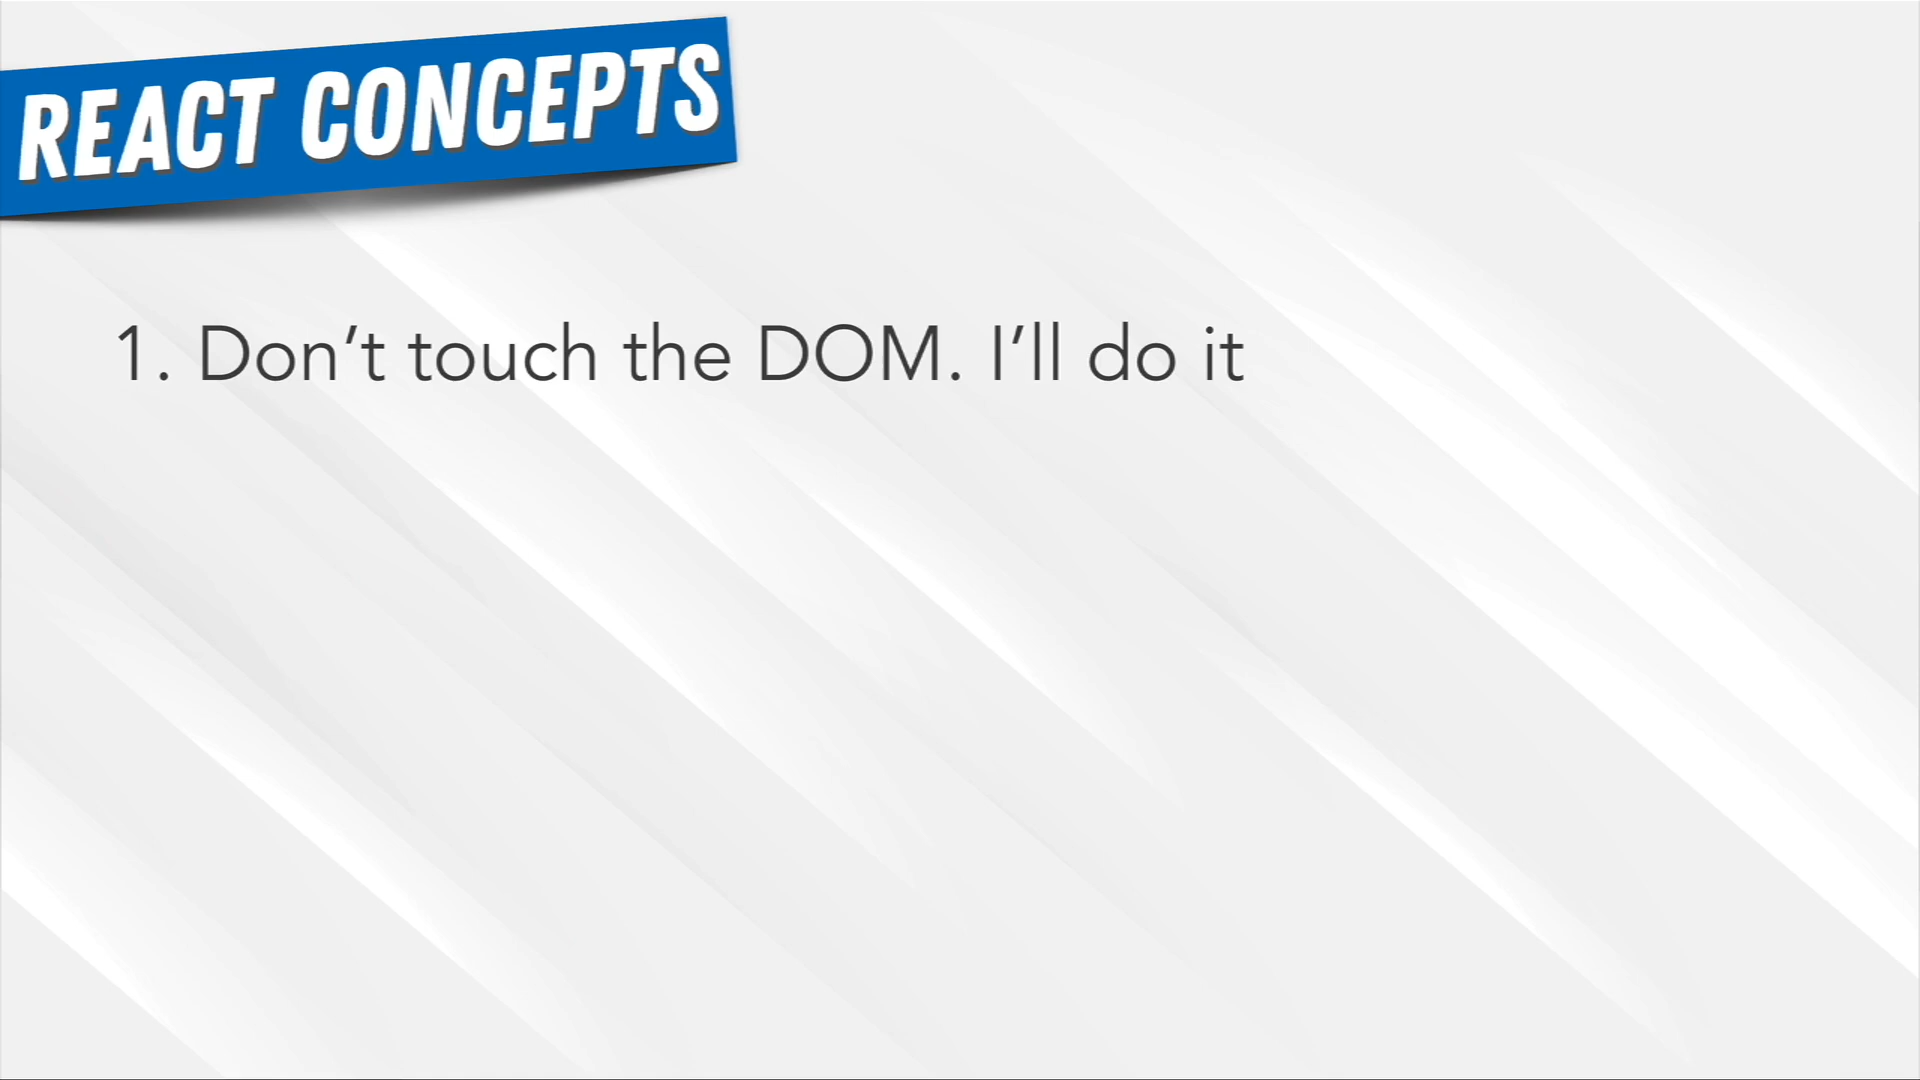 REACT CONCEPTS
1. Don’t touch the DOM. I’ll do it